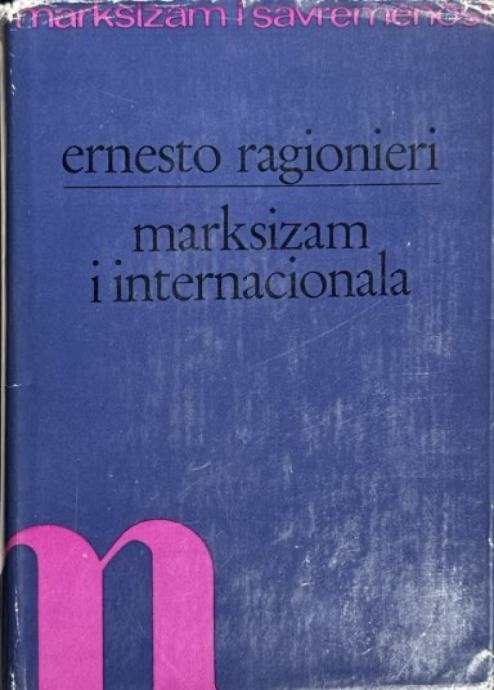 marksizam i savremenost
ernesto ragionieri
marksizam
i internacionala
m